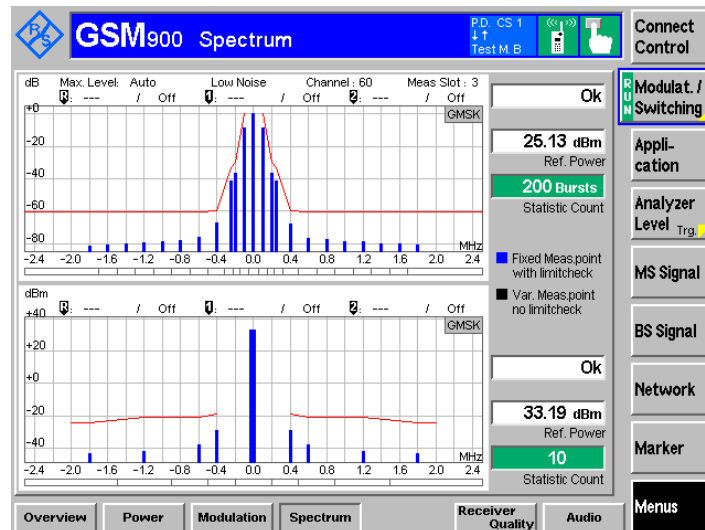 R&S GSM900 Spectrum
P.D. CS 1
Test M. B
Connect
Control
RUN
Modulat. /
Switching
Appli-
cation
Analyzer
Level Trg.
MS Signal
BS Signal
Network
Marker
Menus
dB Max. Level: Auto Low Noise Channel : 60 Meas Slot : 3
R: --- / Off 1: --- / Off 2: --- / Off
GMSK
+0
-20
-40
-60
-80
MHz
-2.4 -2.0 -1.6 -1.2 -0.8 -0.4 0.0 0.4 0.8 1.2 1.6 2.0 2.4
Ok
25.13 dBm
Ref. Power
200 Bursts
Statistic Count
Fixed Meas.point
with limitcheck
Var. Meas.point
no limitcheck
dBm
R: --- / Off 1: --- / Off 2: --- / Off
GMSK
+40
+20
+0
-20
-40
MHz
-2.4 -2.0 -1.6 -1.2 -0.8 -0.4 0.0 0.4 0.8 1.2 1.6 2.0 2.4
Ok
33.19 dBm
Ref. Power
10
Statistic Count
Overview Power Modulation Spectrum Receiver
Quality Audio